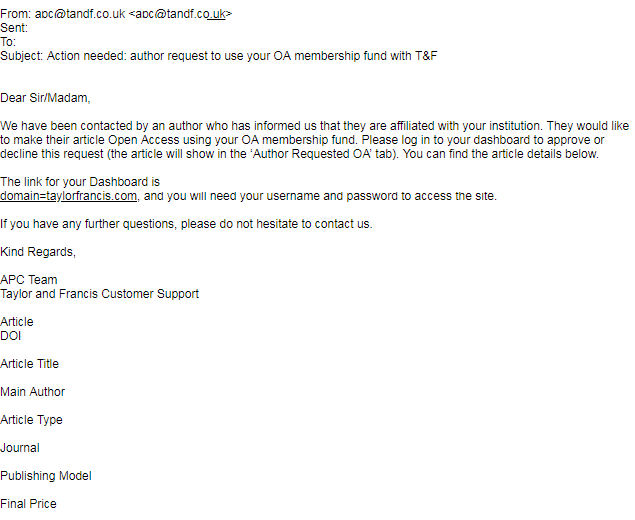 From: apc@tandf.co.uk <apc@tandf.co.uk>
Sent:
To:
Subject: Action needed: author request to use your OA membership fund with T&F
Dear Sir/Madam,
We have been contacted by an author who has informed us that they are affiliated with your institution. They would like
to make their article Open Access using your OA membership fund. Please log in to your dashboard to approve or
decline this request (the article will show in the 'Author Requested OA' tab). You can find the article details below.
The link for your Dashboard is
domain=taylorfrancis.com, and you will need your username and password to access the site.
If you have any further questions, please do not hesitate to contact us.
Kind Regards,
APC Team
Taylor and Francis Customer Support
Article
DOI
Article Title
Main Author
Article Type
Journal
Publishing Model
Final Price